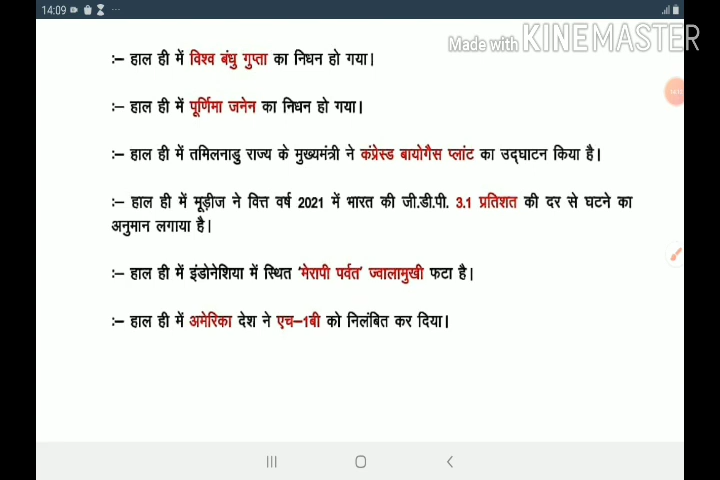 14:09
Made with KINEMASTER
:– हाल ही में विश्व बंधु गुप्ता का निधन हो गया।
:– हाल ही में पूर्णिमा जनेन का निधन हो गया।
:– हाल ही में तमिलनाडु राज्य के मुख्यमंत्री ने कंप्रेस्ड बायोगैस प्लांट का उद्घाटन किया है।
:– हाल ही में मूड़ीज ने वित्त वर्ष 2021 में भारत की जी.डी.पी. 3.1 प्रतिशत की दर से घटने का
अनुमान लगाया है।
:– हाल ही में इंडोनेशिया में स्थित ‘मेरापी पर्वत’ ज्वालामुखी फटा है।
:– हाल ही में अमेरिका देश ने एच–1बी को निलंबित कर दिया।